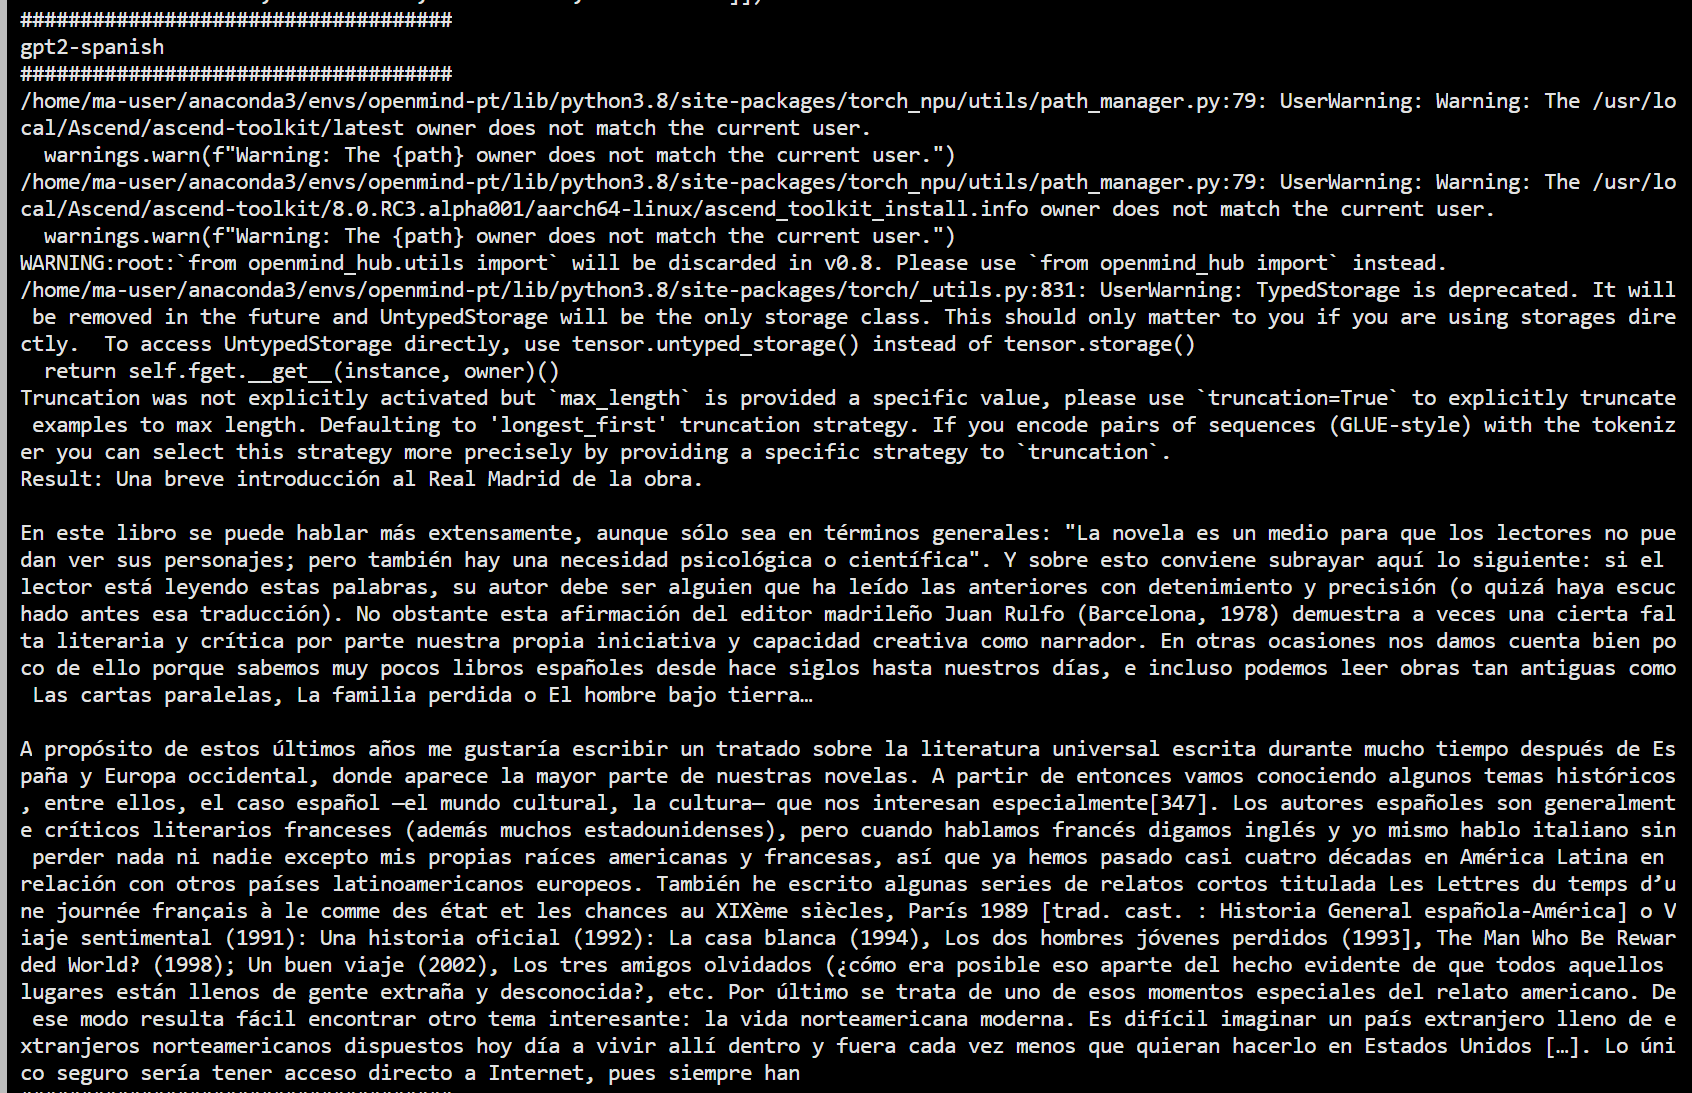 ####################################
gpt2-spanish
####################################
/home/ma-user/anaconda3/envs/openmind-pt/lib/python3.8/site-packages/torch_npu/utils/path_manager.py:79: UserWarning: Warning: The /usr/lo
cal/Ascend/ascend-toolkit/latest owner does not match the current user.
  warnings.warn(f"Warning: The {path} owner does not match the current user.")
/home/ma-user/anaconda3/envs/openmind-pt/lib/python3.8/site-packages/torch_npu/utils/path_manager.py:79: UserWarning: Warning: The /usr/lo
cal/Ascend/ascend-toolkit/8.0.RC3.alpha001/aarch64-linux/ascend_toolkit_install.info owner does not match the current user.
  warnings.warn(f"Warning: The {path} owner does not match the current user.")
WARNING:root:`from openmind_hub.utils import` will be discarded in v0.8. Please use `from openmind_hub import` instead.
/home/ma-user/anaconda3/envs/openmind-pt/lib/python3.8/site-packages/torch/_utils.py:831: UserWarning: TypedStorage is deprecated. It will
 be removed in the future and UntypedStorage will be the only storage class. This should only matter to you if you are using storages dire
ctly.  To access UntypedStorage directly, use tensor.untyped_storage() instead of tensor.storage()
  return self.fget.__get__(instance, owner)()
Truncation was not explicitly activated but `max_length` is provided a specific value, please use `truncation=True` to explicitly truncate
 examples to max length. Defaulting to 'longest_first' truncation strategy. If you encode pairs of sequences (GLUE-style) with the tokeniz
er you can select this strategy more precisely by providing a specific strategy to `truncation`.
Result: Una breve introducción al Real Madrid de la obra.

En este libro se puede hablar más extensamente, aunque sólo sea en términos generales: "La novela es un medio para que los lectores no pue
dan ver sus personajes; pero también hay una necesidad psicológica o científica". Y sobre esto conviene subrayar aquí lo siguiente: si el
lector está leyendo estas palabras, su autor debe ser alguien que ha leído las anteriores con detenimiento y precisión (o quizá haya escuc
hado antes esa traducción). No obstante esta afirmación del editor madrileño Juan Rulfo (Barcelona, 1978) demuestra a veces una cierta fal
ta literaria y crítica por parte nuestra propia iniciativa y capacidad creativa como narrador. En otras ocasiones nos damos cuenta bien po
co de ello porque sabemos muy pocos libros españoles desde hace siglos hasta nuestros días, e incluso podemos leer obras tan antiguas como
 Las cartas paralelas, La familia perdida o El hombre bajo tierra…

A propósito de estos últimos años me gustaría escribir un tratado sobre la literatura universal escrita durante mucho tiempo después de Es
paña y Europa occidental, donde aparece la mayor parte de nuestras novelas. A partir de entonces vamos conociendo algunos temas históricos
, entre ellos, el caso español —el mundo cultural, la cultura— que nos interesan especialmente[347]. Los autores españoles son generalment
e críticos literarios franceses (además muchos estadounidenses), pero cuando hablamos francés digamos inglés y yo mismo hablo italiano sin
 perder nada ni nadie excepto mis propias raíces americanas y francesas, así que ya hemos pasado casi cuatro décadas en América Latina en
relación con otros países latinoamericanos europeos. También he escrito algunas series de relatos cortos titulada Les Lettres du temps d’u
ne journée français à le comme des état et les chances au XIXème siècles, París 1989 [trad. cast. : Historia General española-América] o V
iaje sentimental (1991): Una historia oficial (1992): La casa blanca (1994), Los dos hombres jóvenes perdidos (1993], The Man Who Be Rewar
ded World? (1998); Un buen viaje (2002), Los tres amigos olvidados (¿cómo era posible eso aparte del hecho evidente de que todos aquellos
lugares están llenos de gente extraña y desconocida?, etc. Por último se trata de uno de esos momentos especiales del relato americano. De
 ese modo resulta fácil encontrar otro tema interesante: la vida norteamericana moderna. Es difícil imaginar un país extranjero lleno de e
xtranjeros norteamericanos dispuestos hoy día a vivir allí dentro y fuera cada vez menos que quieran hacerlo en Estados Unidos […]. Lo úni
co seguro sería tener acceso directo a Internet, pues siempre han